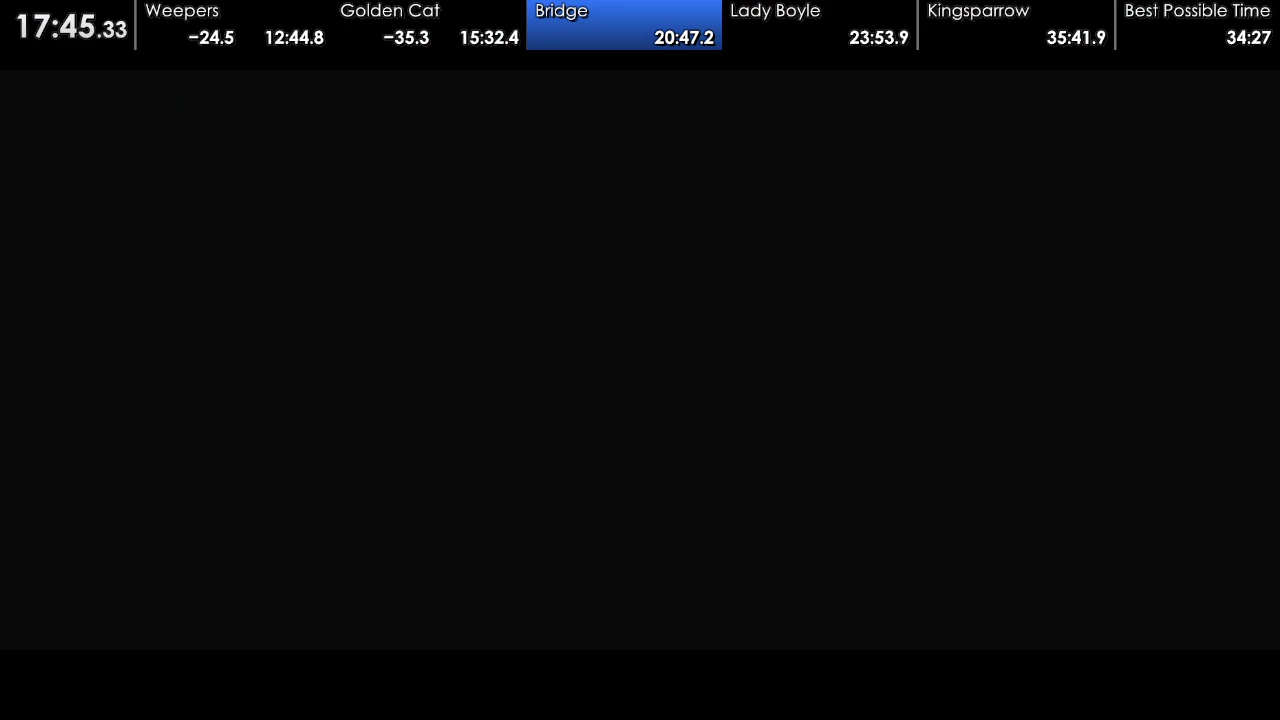 17:45.33
Weepers
−24.5 12:44.8
Golden Cat
−35.3 15:32.4
Bridge
20:47.2
Lady Boyle
23:53.9
Kingsparrow
35:41.9
Best Possible Time
34:27